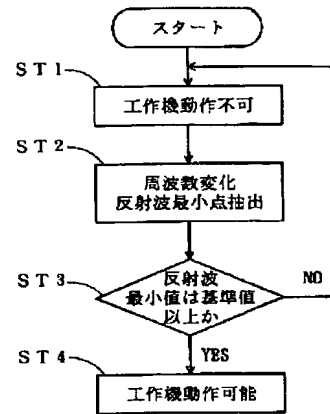 スタート
ST1
工作機動作不可
ST2
周波数変化
反射波最小点抽出
ST3
反射波
最小値は基準値
以上か
NO
YES
ST4
工作機動作可能